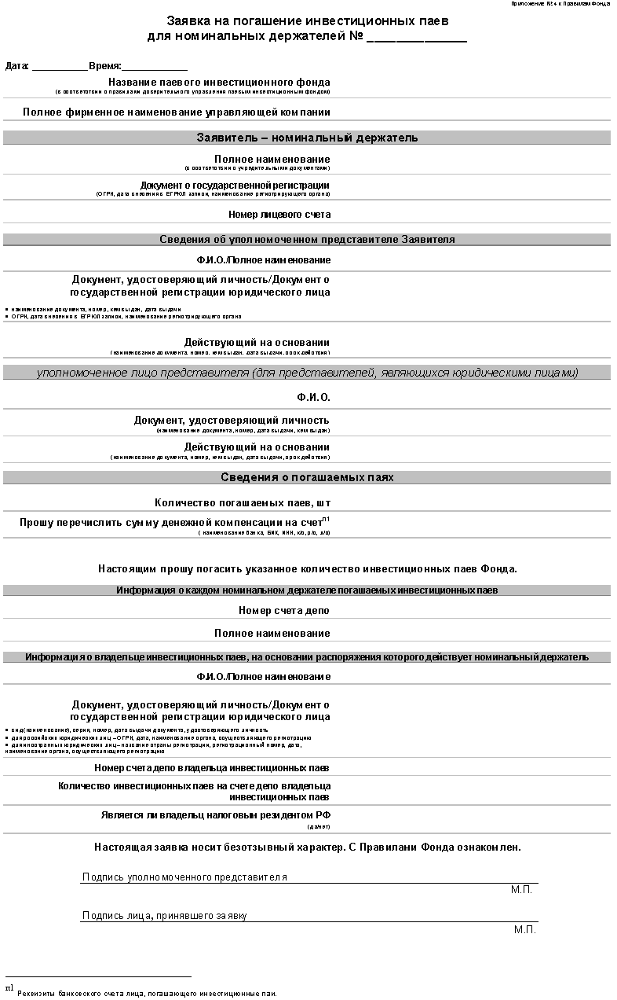 Приложение № 4 к Правилам Фонда
Заявка на погашение инвестиционных паев
для номинальных держателей № _______________
Дата: ____________Время:______________
Название паевого инвестиционного фонда
(в соответствии с правилами доверительного управления паевым инвестиционным фондом)
Полное фирменное наименование управляющей компании
Заявитель – номинальный держатель
Полное наименование
(в соответствии с учредительными документами)
Документ о государственной регистрации
(ОГРН, дата внесения в ЕГРЮЛ записи, наименование регистрирующего органа)
Номер лицевого счета
Сведения об уполномоченном представителе Заявителя
Ф.И.О./Полное наименование
Документ, удостоверяющий личность/Документ о
государственной регистрации юридического лица
• наименование документа, номер, кем выдан, дата выдачи
• ОГРН, дата внесения в ЕГРЮЛ записи, наименование регистрирующего органа
Действующий на основании
(наименование документа, номер, кем выдан, дата выдачи, срок действия)
уполномоченное лицо представителя (для представителей, являющихся юридическими лицами)
Ф.И.О.
Документ, удостоверяющий личность
(наименование документа, номер, дата выдачи, кем выдан)
Действующий на основании
(наименование документа, номер, кем выдан, дата выдачи, срок действия)
Сведения о погашаемых паях
Количество погашаемых паев, шт
Прошу перечислить сумму денежной компенсации на счет п1
( наименование банка, БИК, ИНН, к/с, р/с, л/с)
Настоящим прошу погасить указанное количество инвестиционных паев Фонда.
Информация о каждом номинальном держателе погашаемых инвестиционных паев
Номер счета депо
Полное наименование
Информация о владельце инвестиционных паев, на основании распоряжения которого действует номинальный держатель
Ф.И.О./Полное наименование
Документ, удостоверяющий личность/Документ о
государственной регистрации юридического лица
• вид (наименование), серия, номер, дата выдачи документа, удостоверяющего личность
• для российских юридических лиц – ОГРН, дата, наименование органа, осуществляющего регистрацию
• для иностранных юридических лиц – название страны регистрации, регистрационный номер, дата,
наименование органа, осуществляющего регистрацию
Номер счета депо владельца инвестиционных паев
Количество инвестиционных паев на счете депо владельца
инвестиционных паев
Является ли владельц налоговым резидентом РФ
(да/нет)
Настоящая заявка носит безотзывный характер. С Правилами Фонда ознакомлен.
Подпись уполномоченного представителя
М.П.
Подпись лица, принявшего заявку
М.П.
п1 Реквизиты банковского счета лица, погашающего инвестиционные паи.